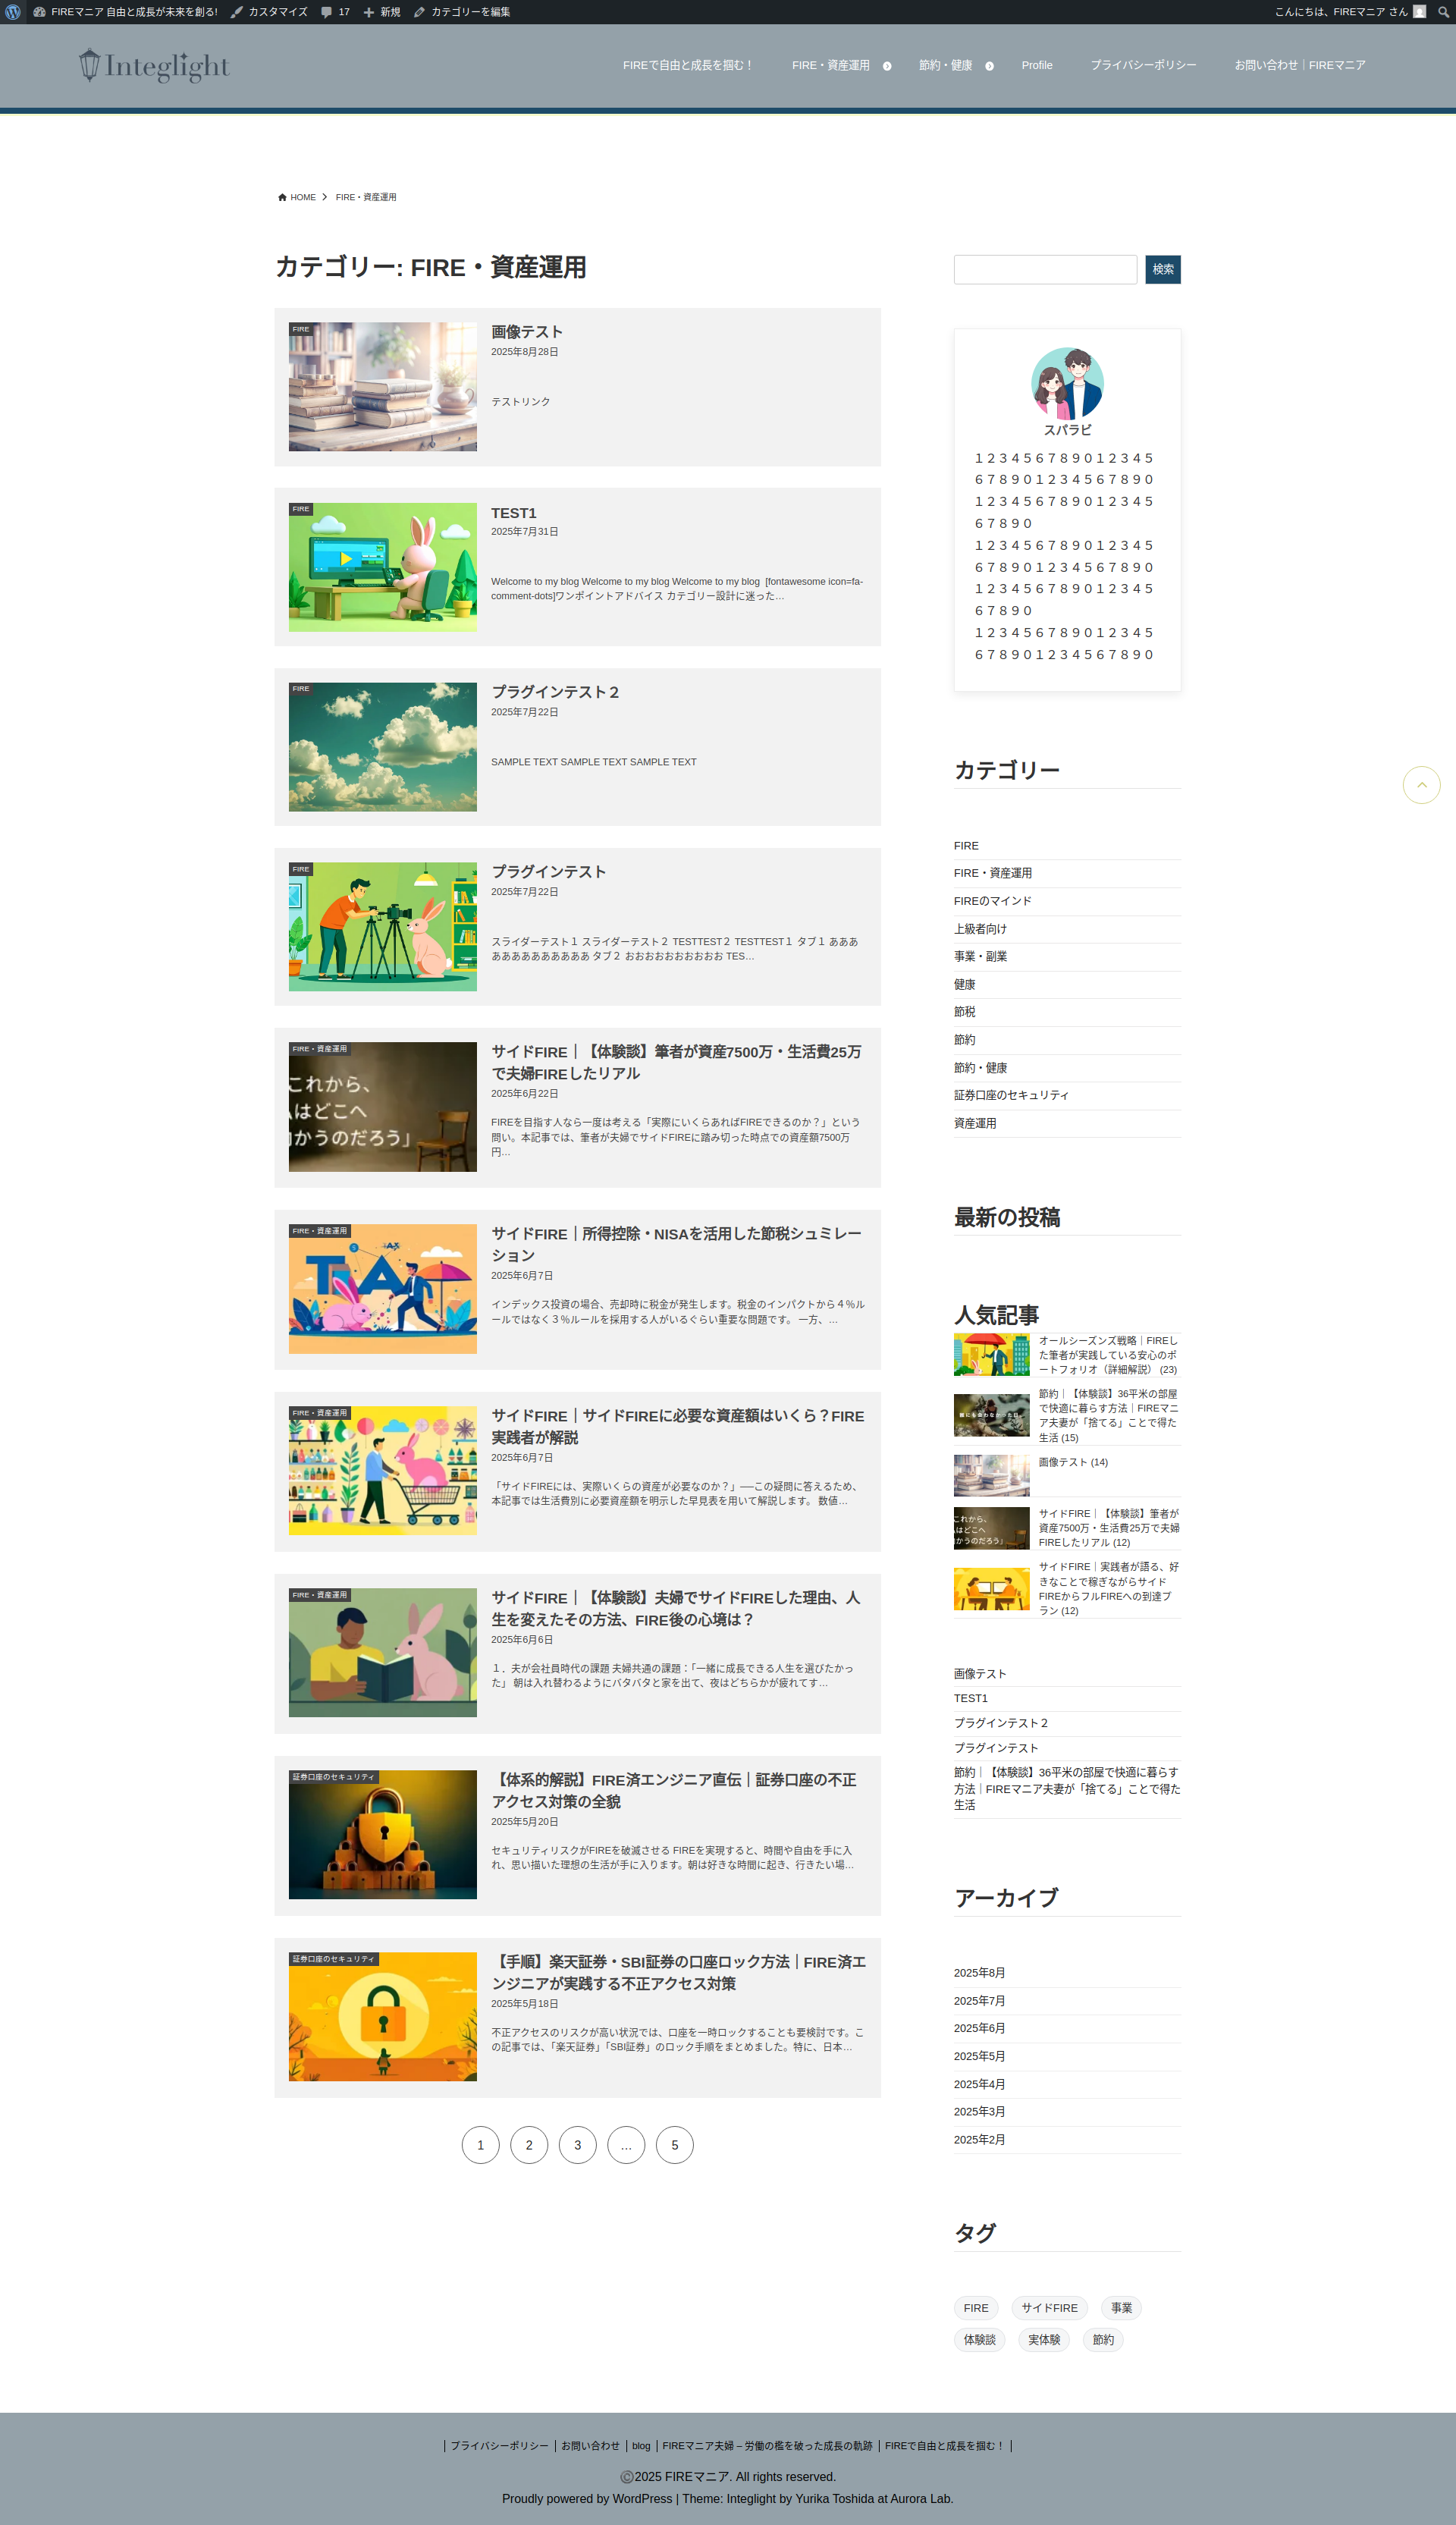 FIREマニア 自由と成長が未来を創る! カスタマイズ 17 新規 カテゴリーを編集 こんにちは、FIREマニア さん
Integlight
FIREで自由と成長を掴む！ FIRE・資産運用 節約・健康 Profile プライバシーポリシー お問い合わせ｜FIREマニア
HOME FIRE・資産運用
カテゴリー: FIRE・資産運用
FIRE
画像テスト
2025年8月28日
テストリンク
FIRE
TEST1
2025年7月31日
Welcome to my blog Welcome to my blog Welcome to my blog  [fontawesome icon=fa-
comment-dots]ワンポイントアドバイス カテゴリー設計に迷った…
FIRE
プラグインテスト２
2025年7月22日
SAMPLE TEXT SAMPLE TEXT SAMPLE TEXT
FIRE
プラグインテスト
2025年7月22日
スライダーテスト１ スライダーテスト２ TESTTEST２ TESTTEST１ タブ１ あああ
ああああああああああ タブ２ おおおおおおおおおお TES…
FIRE・資産運用
これから、
はどこへ
かうのだろう」
サイドFIRE｜【体験談】筆者が資産7500万・生活費25万
で夫婦FIREしたリアル
2025年6月22日
FIREを目指す人なら一度は考える「実際にいくらあればFIREできるのか？」という
問い。本記事では、筆者が夫婦でサイドFIREに踏み切った時点での資産額7500万
円…
FIRE・資産運用
サイドFIRE｜所得控除・NISAを活用した節税シュミレー
ション
2025年6月7日
インデックス投資の場合、売却時に税金が発生します。税金のインパクトから４%ル
ールではなく３%ルールを採用する人がいるぐらい重要な問題です。 一方、…
FIRE・資産運用
サイドFIRE｜サイドFIREに必要な資産額はいくら？FIRE
実践者が解説
2025年6月7日
「サイドFIREには、実際いくらの資産が必要なのか？」──この疑問に答えるため、
本記事では生活費別に必要資産額を明示した早見表を用いて解説します。 数値…
FIRE・資産運用
サイドFIRE｜【体験談】夫婦でサイドFIREした理由、人
生を変えたその方法、FIRE後の心境は？
2025年6月6日
１．夫が会社員時代の課題 夫婦共通の課題：「一緒に成長できる人生を選びたかっ
た」 朝は入れ替わるようにバタバタと家を出て、夜はどちらかが疲れてす…
証券口座のセキュリティ
【体系的解説】FIRE済エンジニア直伝｜証券口座の不正
アクセス対策の全貌
2025年5月20日
セキュリティリスクがFIREを破滅させる FIREを実現すると、時間や自由を手に入
れ、思い描いた理想の生活が手に入ります。朝は好きな時間に起き、行きたい場…
証券口座のセキュリティ
【手順】楽天証券・SBI証券の口座ロック方法｜FIRE済エ
ンジニアが実践する不正アクセス対策
2025年5月18日
不正アクセスのリスクが高い状況では、口座を一時ロックすることも要検討です。こ
の記事では、「楽天証券」「SBI証券」のロック手順をまとめました。特に、日本…
1 2 3 … 5
検索
スパラビ
１２３４５６７８９０１２３４５
６７８９０１２３４５６７８９０
１２３４５６７８９０１２３４５
６７８９０
１２３４５６７８９０１２３４５
６７８９０１２３４５６７８９０
１２３４５６７８９０１２３４５
６７８９０
１２３４５６７８９０１２３４５
６７８９０１２３４５６７８９０
カテゴリー
FIRE
FIRE・資産運用
FIREのマインド
上級者向け
事業・副業
健康
節税
節約
節約・健康
証券口座のセキュリティ
資産運用
最新の投稿
人気記事
オールシーズンズ戦略｜FIREし
た筆者が実践している安心のポ
ートフォリオ（詳細解説） (23)
節約｜【体験談】36平米の部屋
で快適に暮らす方法｜FIREマニ
ア夫妻が「捨てる」ことで得た
生活 (15)
画像テスト (14)
これから、
はどこへ
かうのだろう」
サイドFIRE｜【体験談】筆者が
資産7500万・生活費25万で夫婦
FIREしたリアル (12)
サイドFIRE｜実践者が語る、好
きなことで稼ぎながらサイド
FIREからフルFIREへの到達プ
ラン (12)
画像テスト
TEST1
プラグインテスト２
プラグインテスト
節約｜【体験談】36平米の部屋で快適に暮らす
方法｜FIREマニア夫妻が「捨てる」ことで得た
生活
アーカイブ
2025年8月
2025年7月
2025年6月
2025年5月
2025年4月
2025年3月
2025年2月
タグ
FIRE サイドFIRE 事業
体験談 実体験 節約
プライバシーポリシー お問い合わせ blog FIREマニア夫婦 – 労働の檻を破った成長の軌跡 FIREで自由と成長を掴む！
©2025 FIREマニア. All rights reserved.
Proudly powered by WordPress | Theme: Integlight by Yurika Toshida at Aurora Lab.